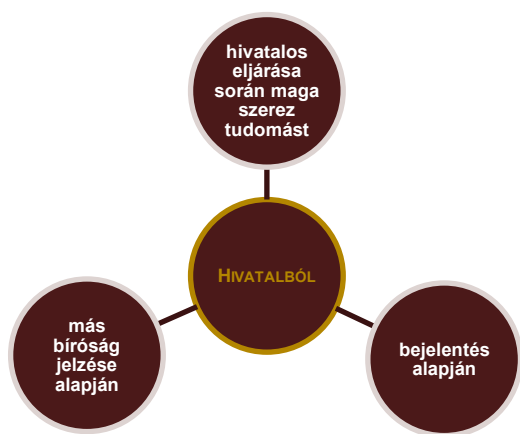 hivatalos
eljárása
során maga
szerez
tudomást
HIVATALBÓL
más
bíróság
jelzése
alapján
bejelentés
alapján